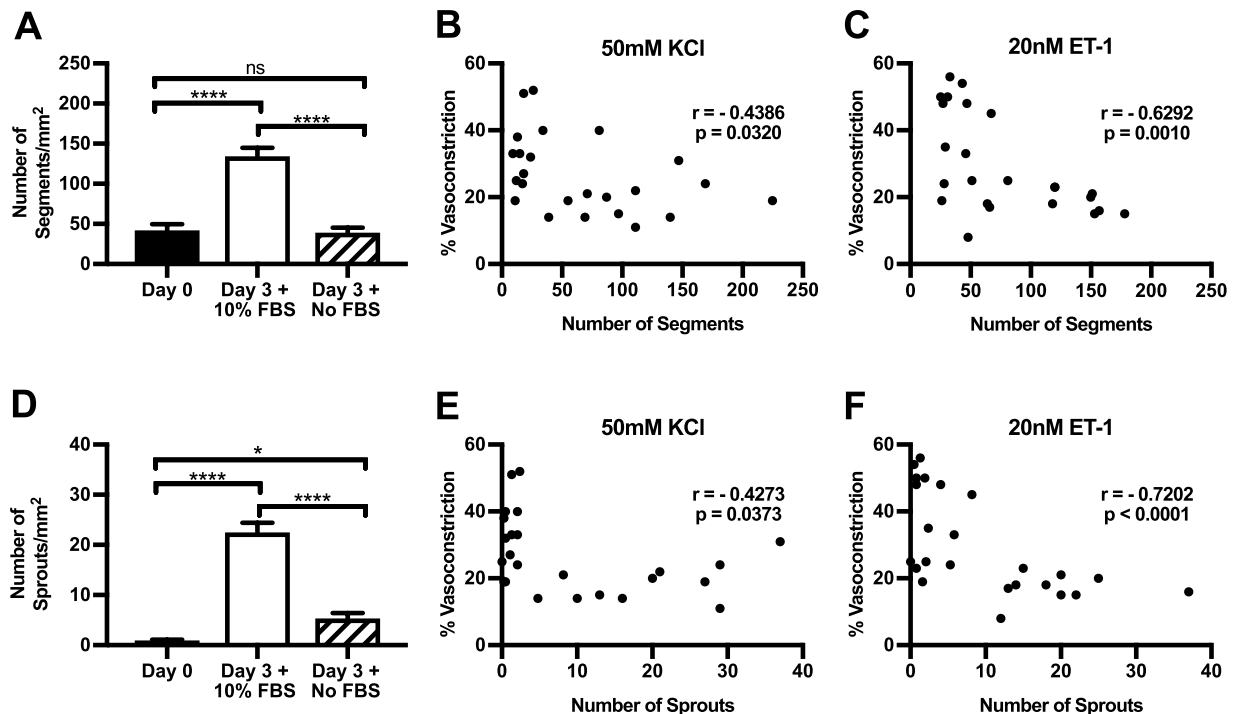 A
Number of
Segments/mm2
250
200
150
100
50
0
ns
****
****
Day 0
Day 3 +
10% FBS
Day 3 +
No FBS
B
50mM KCl
% Vasoconstriction
60
40
20
0
r = - 0.4386
p = 0.0320
0 50 100 150 200 250
Number of Segments
C
20nM ET-1
% Vasoconstriction
60
40
20
0
r = - 0.6292
p = 0.0010
0 50 100 150 200 250
Number of Segments
D
Number of
Sprouts/mm2
40
30
20
10
0
*
****
****
Day 0
Day 3 +
10% FBS
Day 3 +
No FBS
E
50mM KCl
% Vasoconstriction
60
40
20
0
r = - 0.4273
p = 0.0373
0 10 20 30 40
Number of Sprouts
F
20nM ET-1
% Vasoconstriction
60
40
20
0
r = - 0.7202
p < 0.0001
0 10 20 30 40
Number of Sprouts